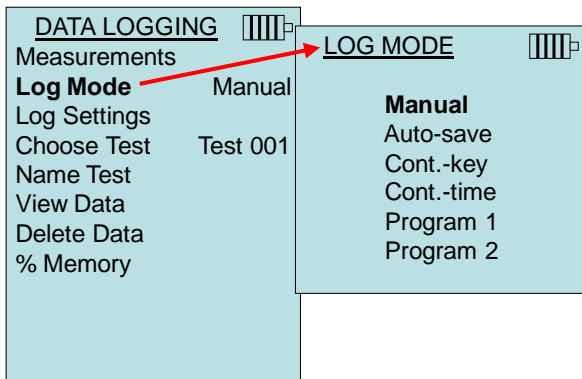 DATA LOGGING
Measurements
Log Mode Manual
Log Settings
Choose Test Test 001
Name Test
View Data
Delete Data
% Memory
LOG MODE
Manual
Auto-save
Cont.-key
Cont.-time
Program 1
Program 2